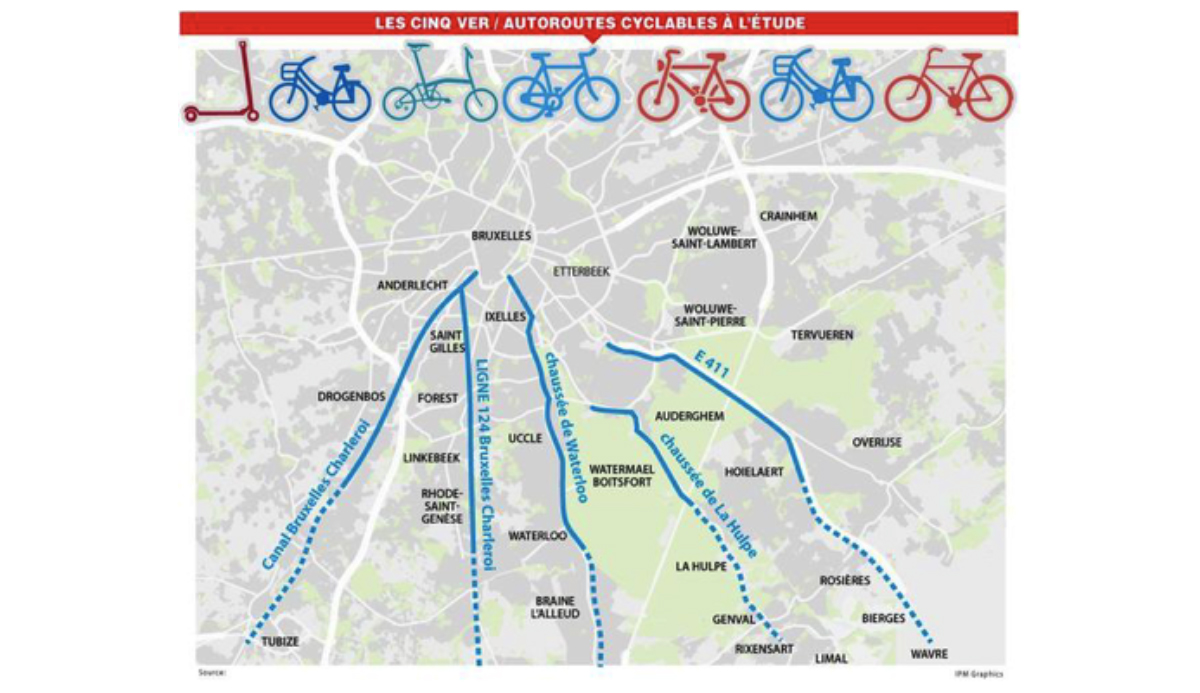 LES CINQ VER / AUTOROUTES CYCLABLES À L'ÉTUDE
CRAINHEM
BRUXELLES
WOLUWE-
SAINT-LAMBERT
ETTERBEEK
ANDERLECHT
IXELLES
WOLUWE-
SAINT-PIERRE
SAINT
GILLES
TERVUEREN
E 411
DROGENBOS
FOREST
LIGNE 124 Bruxelles Charleroi
chaussée de Waterloo
AUDERGHEM
UCCLE
OVERIJSE
Canal Bruxelles Charleroi
LINKEBEEK
WATERMAEL
BOITSFORT
chaussée de La Hulpe
HOIELAERT
RHODE-
SAINT-
GENÈSE
WATERLOO
LA HULPE
ROSIÈRES
BRAINE
L'ALLEUD
GENVAL
BIERGES
TUBIZE
RIXENSART
LIMAL
WAVRE
Source:
IPM Graphics